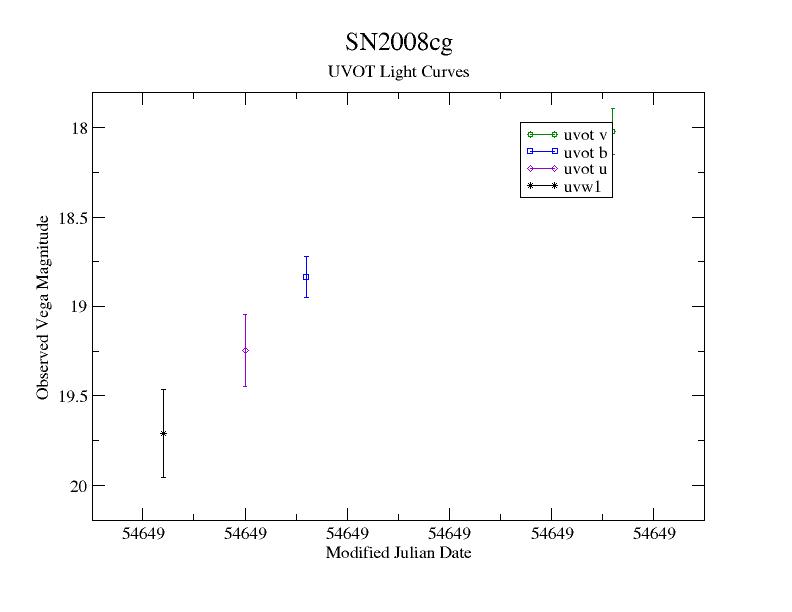 SN2008cg
UVOT Light Curves
uvot v
uvot b
uvot u
uvw1
18
18.5
19
19.5
20
Observed Vega Magnitude
54649 54649 54649 54649 54649 54649
Modified Julian Date